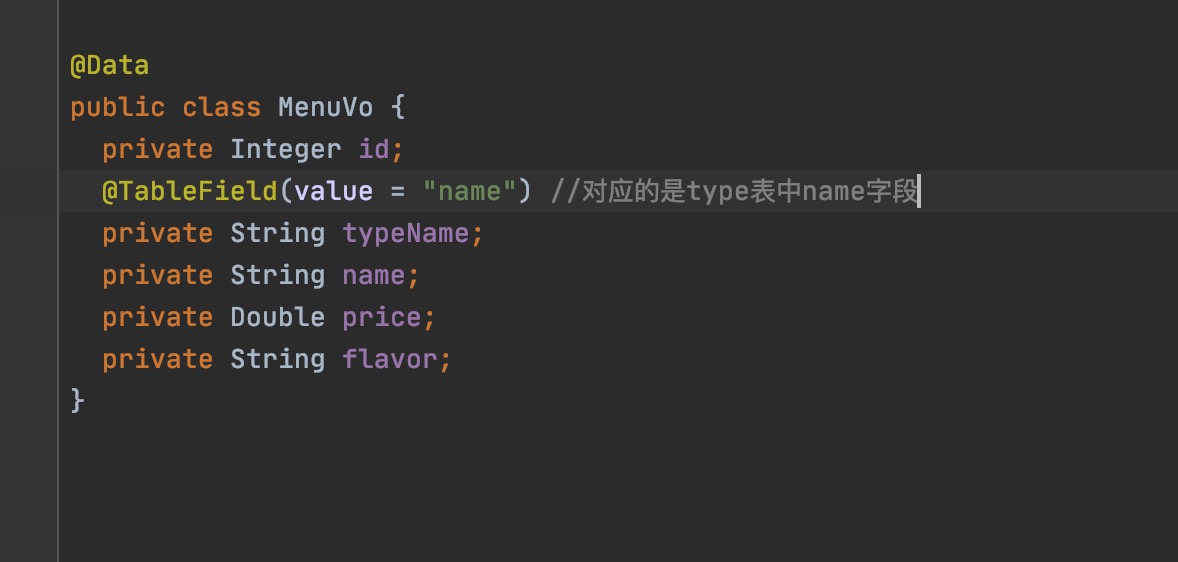 @Data
public class MenuVo {
private Integer id;
@TableField(value = "name") //对应的是type表中name字段
private String typeName;
private String name;
private Double price;
private String flavor;
}